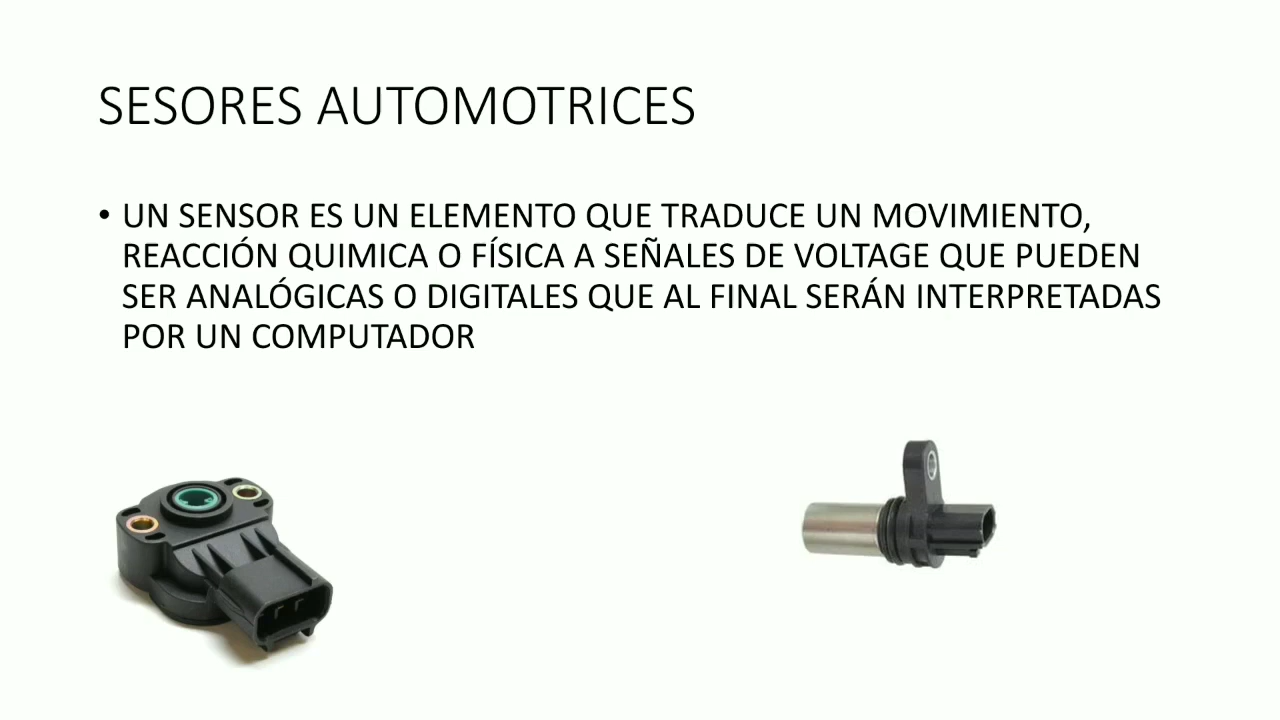 SESORES AUTOMOTRICES
• UN SENSOR ES UN ELEMENTO QUE TRADUCE UN MOVIMIENTO,
REACCIÓN QUIMICA O FÍSICA A SEÑALES DE VOLTAGE QUE PUEDEN
SER ANALÓGICAS O DIGITALES QUE AL FINAL SERÁN INTERPRETADAS
POR UN COMPUTADOR